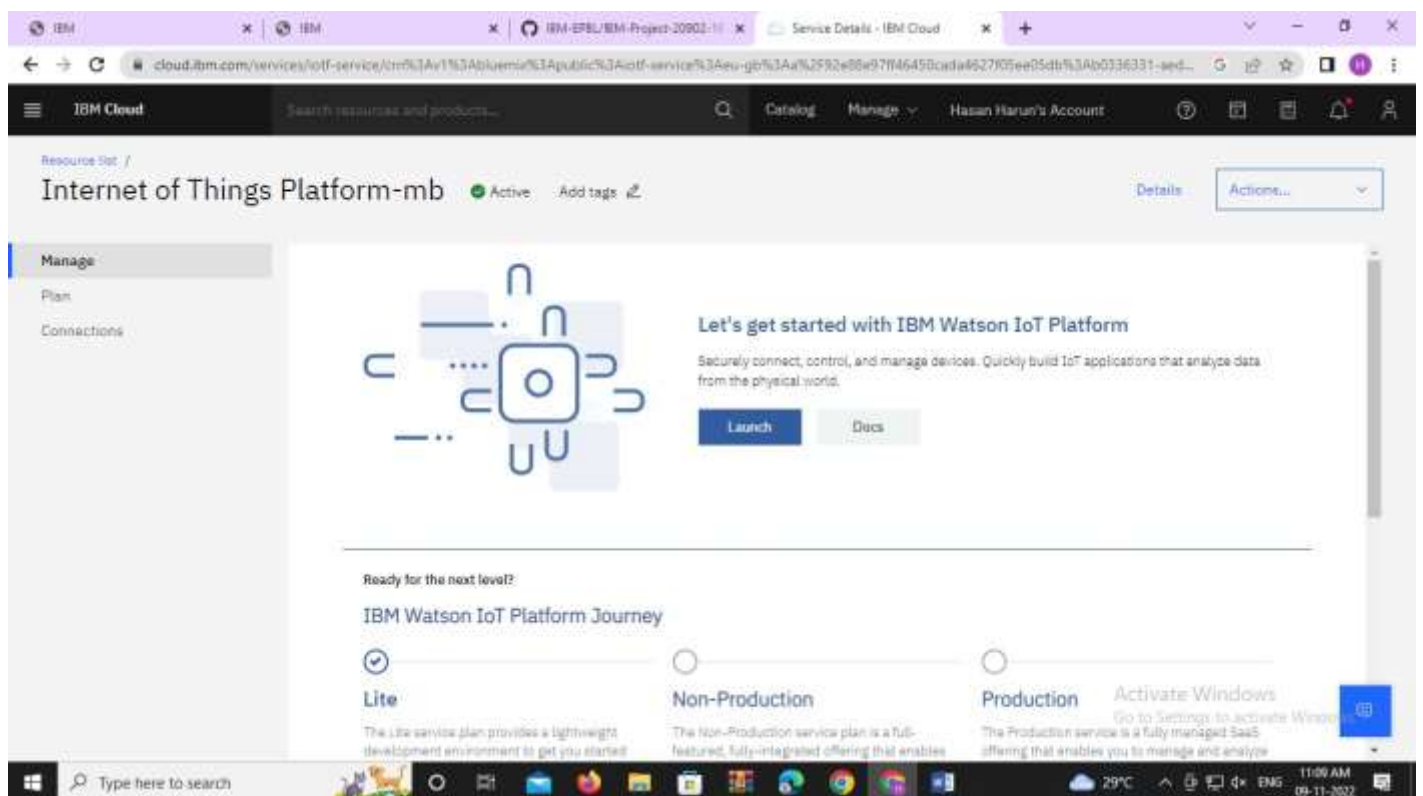 IBM
IBM
Service Details - IBM Cloud
IBM Cloud
Search resources and products...
Catalog
Manage
Hasan Harun's Account
Resource list /
Internet of Things Platform-mb
Active
Add tags
Details
Actions...
Manage
Plan
Connections
Let's get started with IBM Watson IoT Platform
Securely connect, control, and manage devices. Quickly build IoT applications that analyze data
from the physical world.
Launch
Docs
Ready for the next level?
IBM Watson IoT Platform Journey
Lite
Non-Production
Production
The Lite service plan provides a lightweight
development environment to get you started
The Non-Production service plan is a full-
featured, fully-integrated offering that enables
The Production service is a fully managed SaaS
offering that enables you to manage and analyze
Activate Windows
Go to Settings to activate Windows
Type here to search
29°C
ENG
11:09 AM
09-11-2022